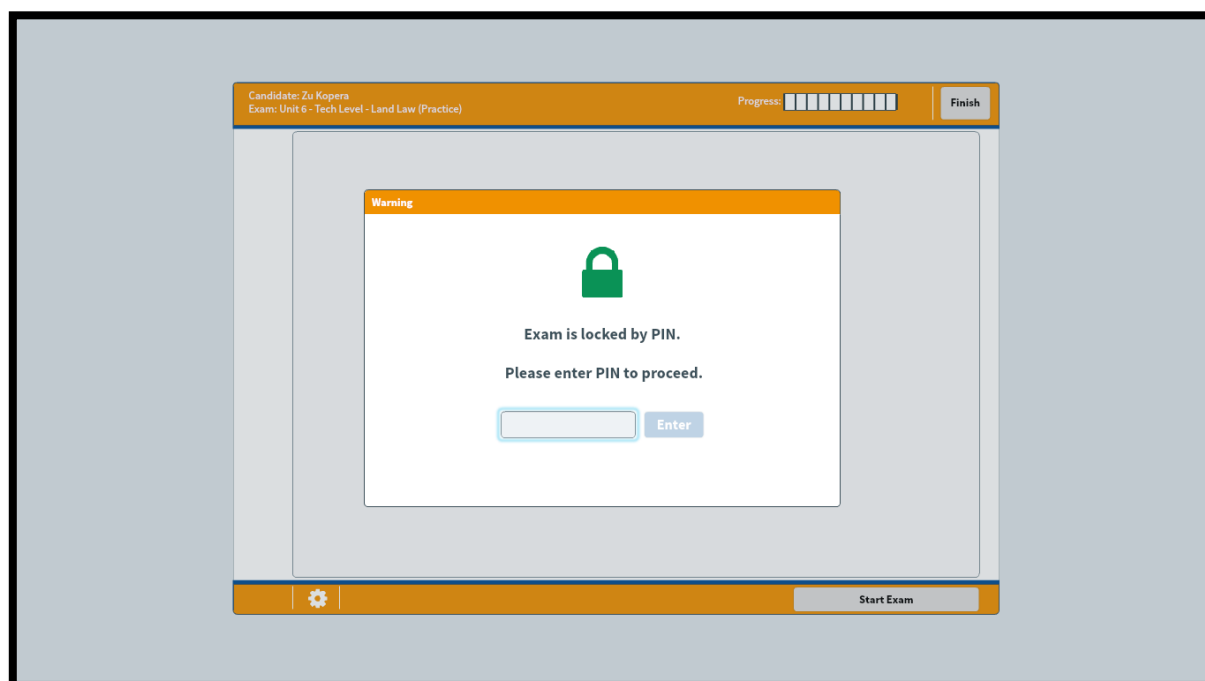 Candidate: Zu Kopera
Exam: Unit 6 - Tech Level - Land Law (Practice)
Progress:
Finish
Warning
Exam is locked by PIN.
Please enter PIN to proceed.
Enter
Start Exam